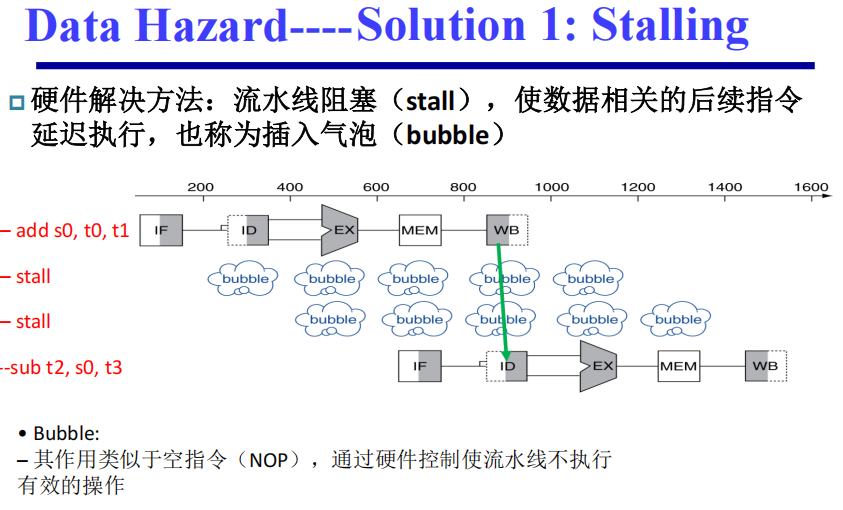 Data Hazard----Solution 1: Stalling
硬件解决方法：流水线阻塞（stall），使数据相关的后续指令
延迟执行，也称为插入气泡（bubble）
200 400 600 800 1000 1200 1400 1600
– add s0, t0, t1 IF ID EX MEM WB
– stall bubble bubble bubble bubble bubble
– stall bubble bubble bubble bubble bubble
--sub t2, s0, t3 IF ID EX MEM WB
• Bubble:
– 其作用类似于空指令（NOP），通过硬件控制使流水线不执行
有效的操作